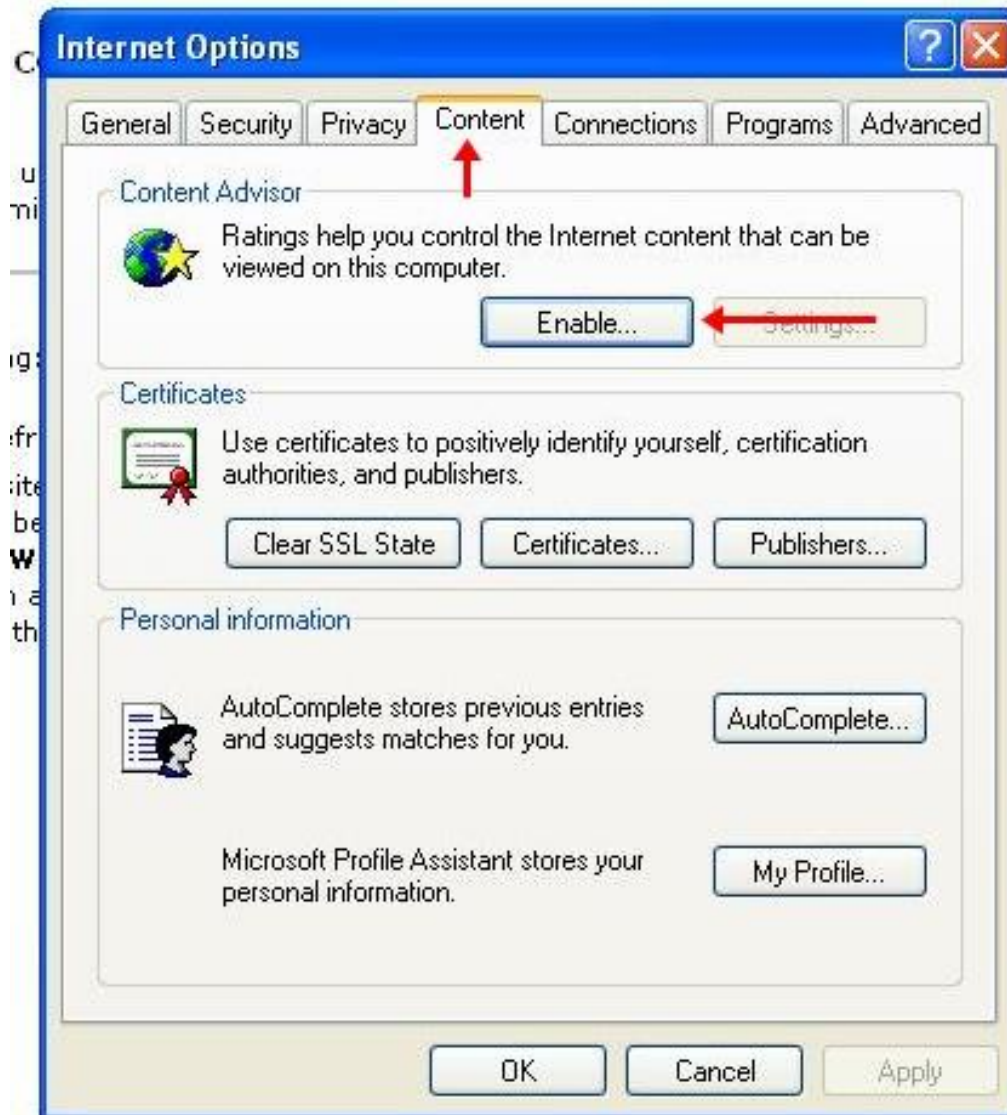 Internet Options
General Security Privacy Content Connections Programs Advanced
Content Advisor
Ratings help you control the Internet content that can be
viewed on this computer.
Enable... Settings...
Certificates
Use certificates to positively identify yourself, certification
authorities, and publishers.
Clear SSL State Certificates... Publishers...
Personal information
AutoComplete stores previous entries
and suggests matches for you.
AutoComplete...
Microsoft Profile Assistant stores your
personal information.
My Profile...
OK Cancel Apply